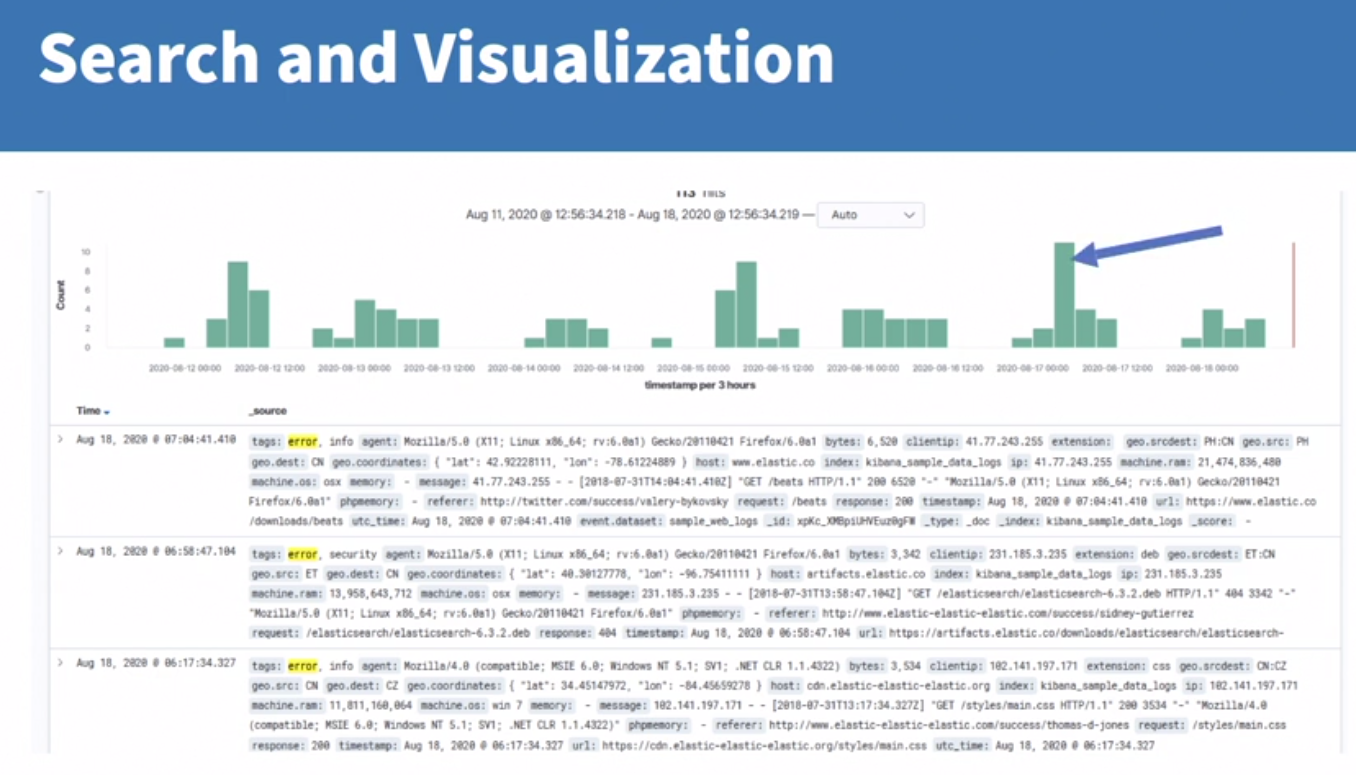 Search and Visualization
113 hits
Aug 11, 2020 @ 12:56:34.218 - Aug 18, 2020 @ 12:56:34.219 — Auto
10
8
6
4
2
0
Count
2020-08-12 00:00 2020-08-12 12:00 2020-08-13 00:00 2020-08-13 12:00 2020-08-14 00:00 2020-08-14 12:00 2020-08-15 00:00 2020-08-15 12:00 2020-08-16 00:00 2020-08-16 12:00 2020-08-17 00:00 2020-08-17 12:00 2020-08-18 00:00
timestamp per 3 hours
Time _source
Aug 18, 2020 @ 07:04:41.410 tags: error, info agent: Mozilla/5.0 (X11; Linux x86_64; rv:6.0a1) Gecko/20110421 Firefox/6.0a1 bytes: 6,520 clientip: 41.77.243.255 extension: geo.srcdest: PH:CN geo.src: PH
geo.dest: CN geo.coordinates: { "lat": 42.92228111, "lon": -78.61224889 } host: www.elastic.co index: kibana_sample_data_logs ip: 41.77.243.255 machine.ram: 21,474,836,480
machine.os: osx memory: - message: 41.77.243.255 - - [2018-07-31T14:04:41.410Z] "GET /beats HTTP/1.1" 200 6520 "-" "Mozilla/5.0 (X11; Linux x86_64; rv:6.0a1) Gecko/20110421
Firefox/6.0a1" phpmemory: - referer: http://twitter.com/success/valery-bykovsky request: /beats response: 200 timestamp: Aug 18, 2020 @ 07:04:41.410 url: https://www.elastic.co
/downloads/beats utc_time: Aug 18, 2020 @ 07:04:41.410 event.dataset: sample_web_logs _id: xpKc_XMBpiUHVEuz0gFW _type: _doc _index: kibana_sample_data_logs _score: -
Aug 18, 2020 @ 06:58:47.104 tags: error, security agent: Mozilla/5.0 (X11; Linux x86_64; rv:6.0a1) Gecko/20110421 Firefox/6.0a1 bytes: 3,342 clientip: 231.185.3.235 extension: deb geo.srcdest: ET:CN
geo.src: ET geo.dest: CN geo.coordinates: { "lat": 40.30127778, "lon": -96.75411111 } host: artifacts.elastic.co index: kibana_sample_data_logs ip: 231.185.3.235
machine.ram: 13,958,643,712 machine.os: osx memory: - message: 231.185.3.235 - - [2018-07-31T13:58:47.104Z] "GET /elasticsearch/elasticsearch-6.3.2.deb HTTP/1.1" 404 3342 "-"
"Mozilla/5.0 (X11; Linux x86_64; rv:6.0a1) Gecko/20110421 Firefox/6.0a1" phpmemory: - referer: http://www.elastic-elastic-elastic.com/success/sidney-gutierrez
request: /elasticsearch/elasticsearch-6.3.2.deb response: 404 timestamp: Aug 18, 2020 @ 06:58:47.104 url: https://artifacts.elastic.co/downloads/elasticsearch/elasticsearch-
Aug 18, 2020 @ 06:17:34.327 tags: error, info agent: Mozilla/4.0 (compatible; MSIE 6.0; Windows NT 5.1; SV1; .NET CLR 1.1.4322) bytes: 3,534 clientip: 102.141.197.171 extension: css geo.srcdest: CN:CZ
geo.src: CN geo.dest: CZ geo.coordinates: { "lat": 34.45147972, "lon": -84.45659278 } host: cdn.elastic-elastic-elastic.org index: kibana_sample_data_logs ip: 102.141.197.171
machine.ram: 11,811,160,064 machine.os: win 7 memory: - message: 102.141.197.171 - - [2018-07-31T13:17:34.327Z] "GET /styles/main.css HTTP/1.1" 200 3534 "-" "Mozilla/4.0
(compatible; MSIE 6.0; Windows NT 5.1; SV1; .NET CLR 1.1.4322)" phpmemory: - referer: http://www.elastic-elastic-elastic.com/success/thomas-d-jones request: /styles/main.css
response: 200 timestamp: Aug 18, 2020 @ 06:17:34.327 url: https://cdn.elastic-elastic-elastic.org/styles/main.css utc_time: Aug 18, 2020 @ 06:17:34.327